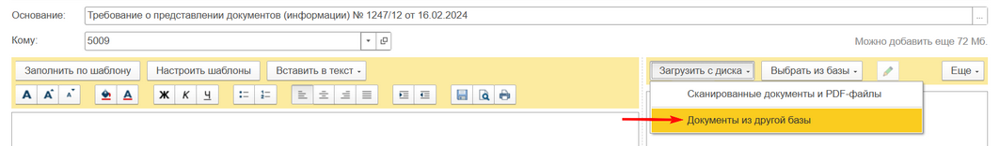 Основание: Требование о представлении документов (информации) № 1247/12 от 16.02.2024 ...
Кому: 5009 Можно добавить еще 72 Мб.
Заполнить по шаблону Настроить шаблоны Вставить в текст Загрузить с диска Выбрать из базы Еще
А А А А Ж К Ч
Сканированные документы и PDF-файлы
Документы из другой базы